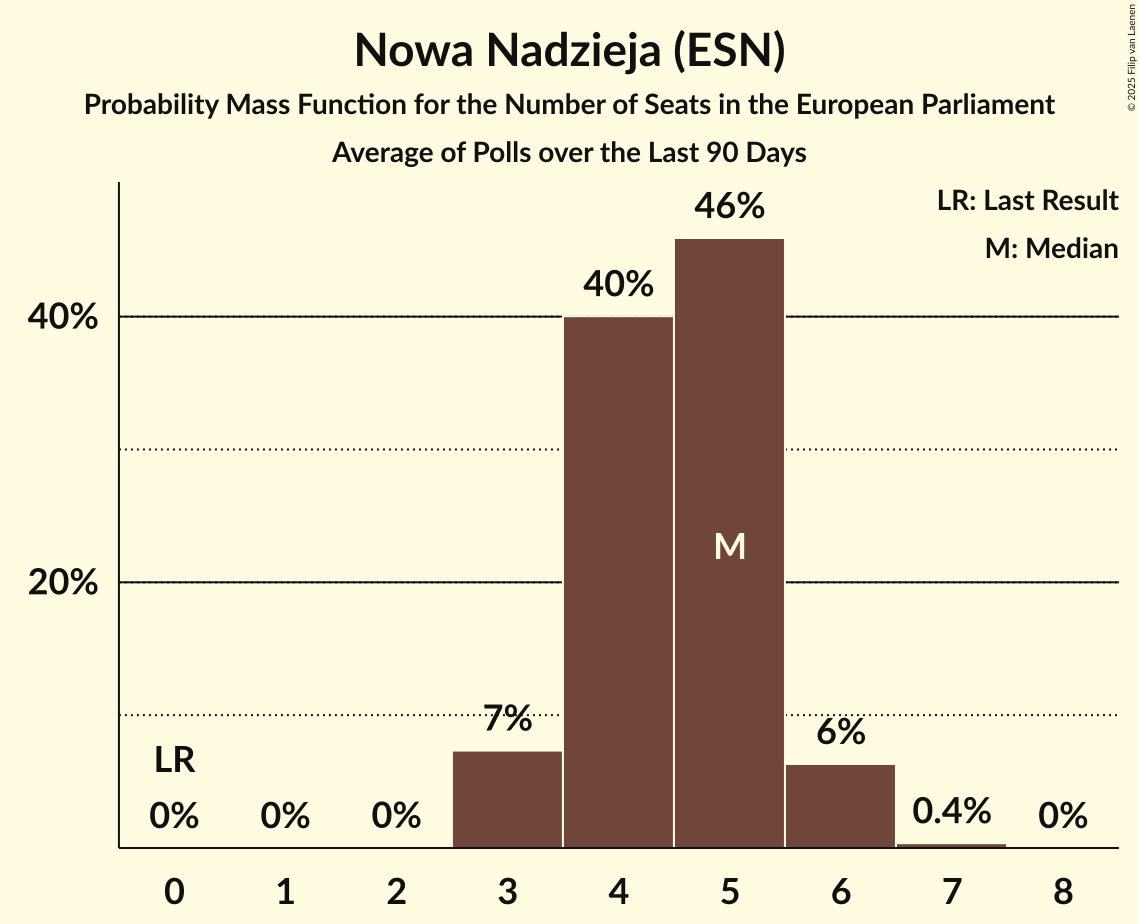 Nowa Nadzieja (ESN)
Probability Mass Function for the Number of Seats in the European Parliament
Average of Polls over the Last 90 Days
© 2025 Filip van Laenen
LR: Last Result
M: Median
46%
40%
40%
M
20%
7%
6%
LR
0%
0%
0%
0.4%
0%
0 1 2 3 4 5 6 7 8